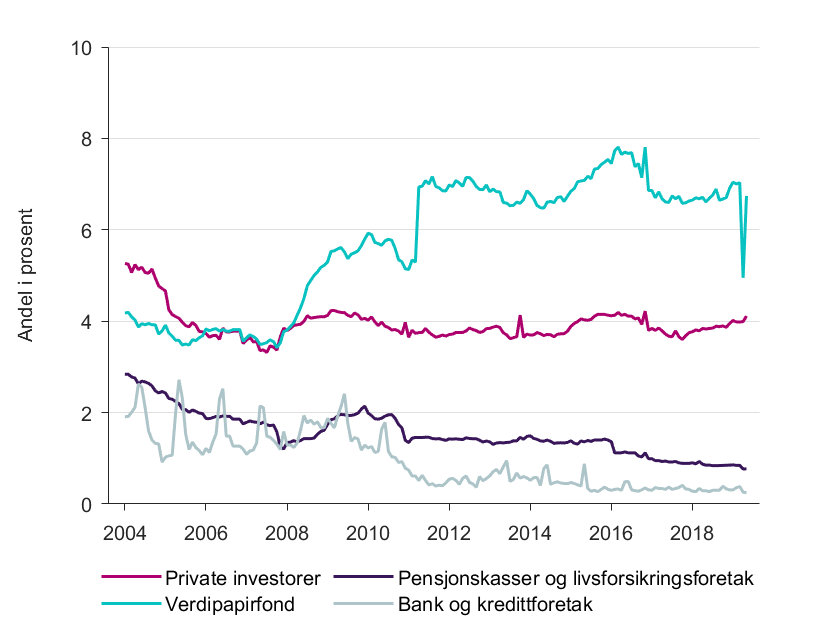 Andel i prosent
10
8
6
4
2
0
2004 2006 2008 2010 2012 2014 2016 2018
Private investorer Pensjonskasser og livsforsikringsforetak
Verdipapirfond Bank og kredittforetak